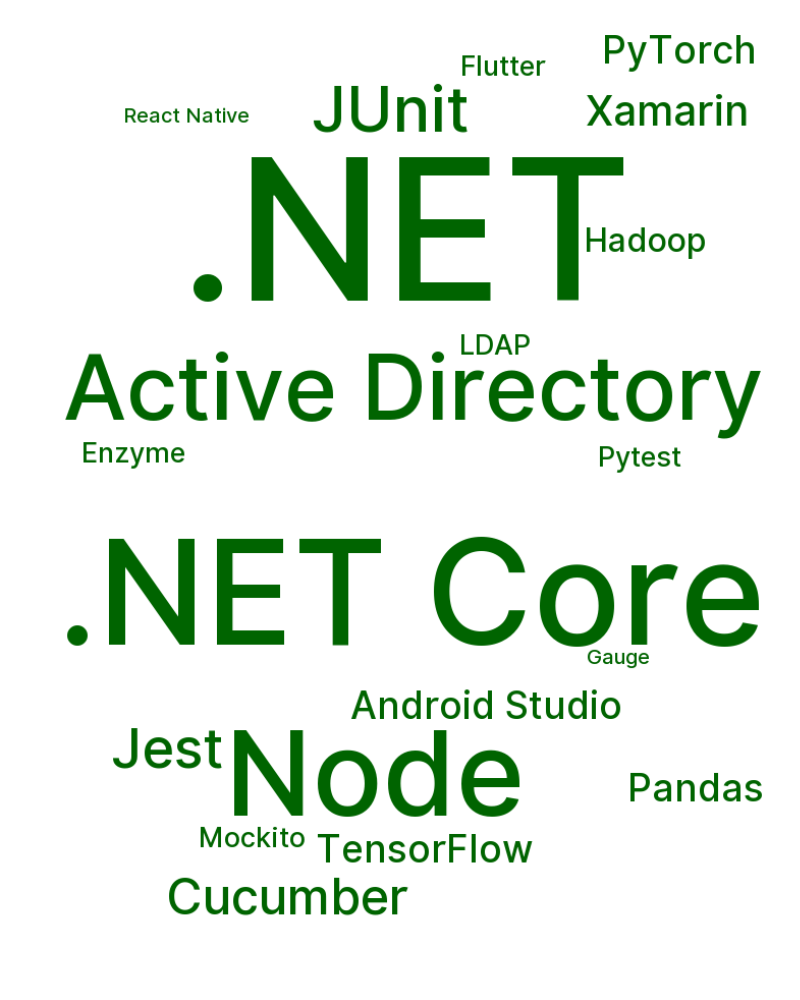 PyTorch
Flutter
JUnit
Xamarin
React Native
.NET
Hadoop
LDAP
Active Directory
Enzyme
Pytest
.NET Core
Gauge
Android Studio
Jest
Node
Pandas
Mockito
TensorFlow
Cucumber